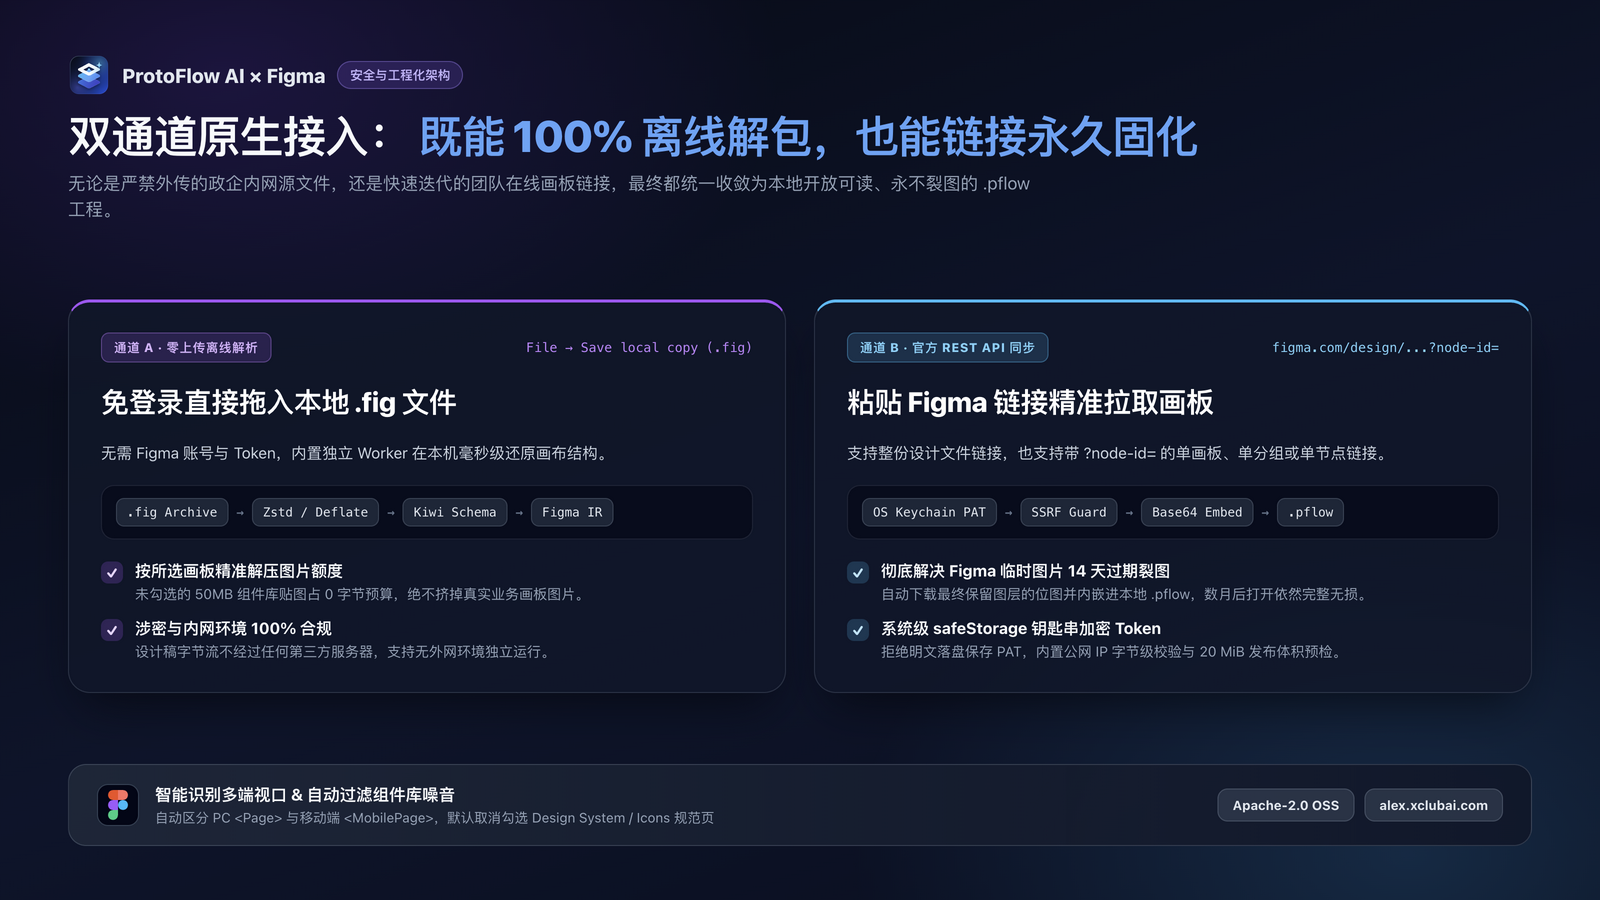 ProtoFlow AI × Figma
安全与工程化架构
双通道原生接入： 既能 100% 离线解包，也能链接永久固化
无论是严禁外传的政企内网源文件，还是快速迭代的团队在线画板链接，最终都统一收敛为本地开放可读、永不裂图的 .pflow
工程。
通道 A · 零上传离线解析
File → Save local copy (.fig)
免登录直接拖入本地 .fig 文件
无需 Figma 账号与 Token，内置独立 Worker 在本机毫秒级还原画布结构。
.fig Archive → Zstd / Deflate → Kiwi Schema → Figma IR
按所选画板精准解压图片额度
未勾选的 50MB 组件库贴图占 0 字节预算，绝不挤掉真实业务画板图片。
涉密与内网环境 100% 合规
设计稿字节流不经过任何第三方服务器，支持无外网环境独立运行。
通道 B · 官方 REST API 同步
figma.com/design/...?node-id=
粘贴 Figma 链接精准拉取画板
支持整份设计文件链接，也支持带 ?node-id= 的单画板、单分组或单节点链接。
OS Keychain PAT → SSRF Guard → Base64 Embed → .pflow
彻底解决 Figma 临时图片 14 天过期裂图
自动下载最终保留图层的位图并内嵌进本地 .pflow，数月后打开依然完整无损。
系统级 safeStorage 钥匙串加密 Token
拒绝明文落盘保存 PAT，内置公网 IP 字节级校验与 20 MiB 发布体积预检。
智能识别多端视口 & 自动过滤组件库噪音
自动区分 PC <Page> 与移动端 <MobilePage>，默认取消勾选 Design System / Icons 规范页
Apache-2.0 OSS
alex.xclubai.com